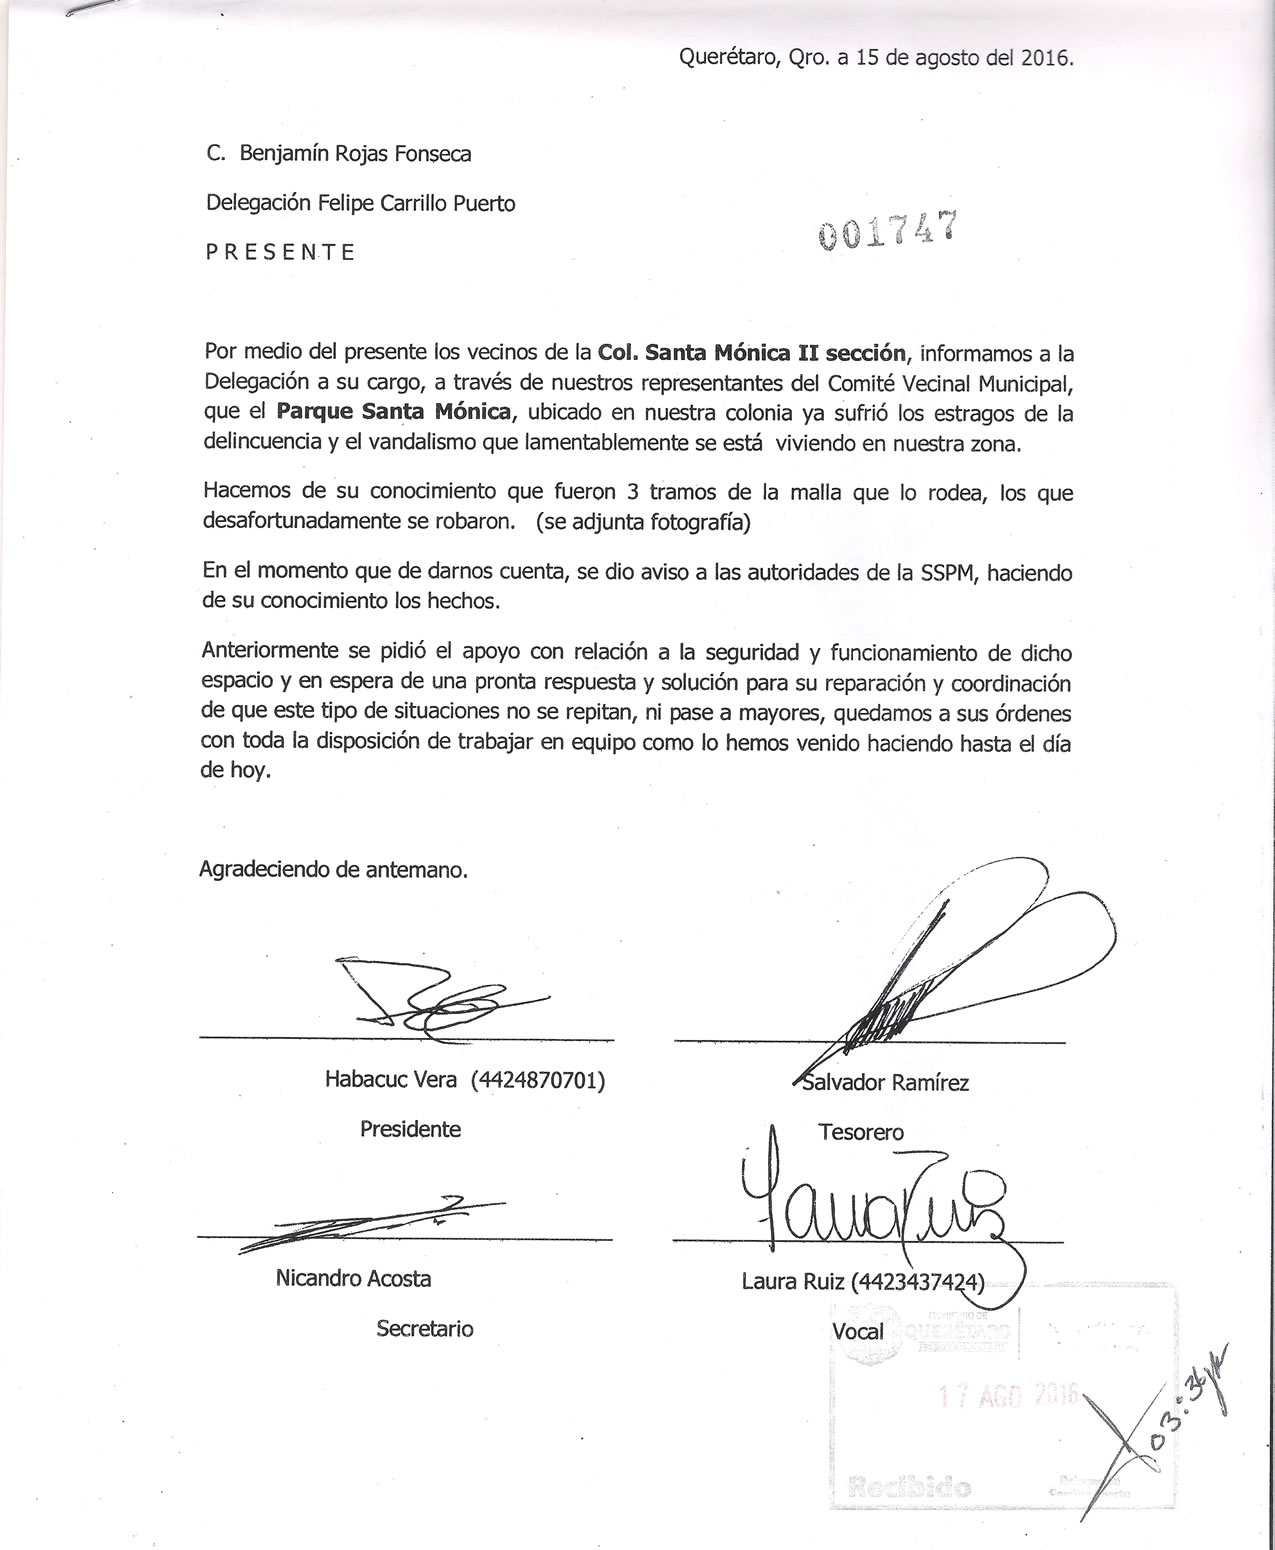 Querétaro, Qro. a 15 de agosto del 2016.
C. Benjamín Rojas Fonseca
Delegación Felipe Carrillo Puerto
001747
P R E S E N T E
Por medio del presente los vecinos de la Col. Santa Mónica II sección, informamos a la
Delegación a su cargo, a través de nuestros representantes del Comité Vecinal Municipal,
que el Parque Santa Mónica, ubicado en nuestra colonia ya sufrió los estragos de la
delincuencia y el vandalismo que lamentablemente se está viviendo en nuestra zona.
Hacemos de su conocimiento que fueron 3 tramos de la malla que lo rodea, los que
desafortunadamente se robaron. (se adjunta fotografía)
En el momento que de darnos cuenta, se dio aviso a las autoridades de la SSPM, haciendo
de su conocimiento los hechos.
Anteriormente se pidió el apoyo con relación a la seguridad y funcionamiento de dicho
espacio y en espera de una pronta respuesta y solución para su reparación y coordinación
de que este tipo de situaciones no se repitan, ni pase a mayores, quedamos a sus órdenes
con toda la disposición de trabajar en equipo como lo hemos venido haciendo hasta el día
de hoy.
Agradeciendo de antemano.
Habacuc Vera (4424870701)
Salvador Ramírez
Presidente
Tesorero
Laura Ruiz
Nicandro Acosta
Laura Ruiz (4423437424)
Secretario
Vocal
MUNICIPIO DE
QUERÉTARO
17 AGO 2016
03:36pm
Recibido